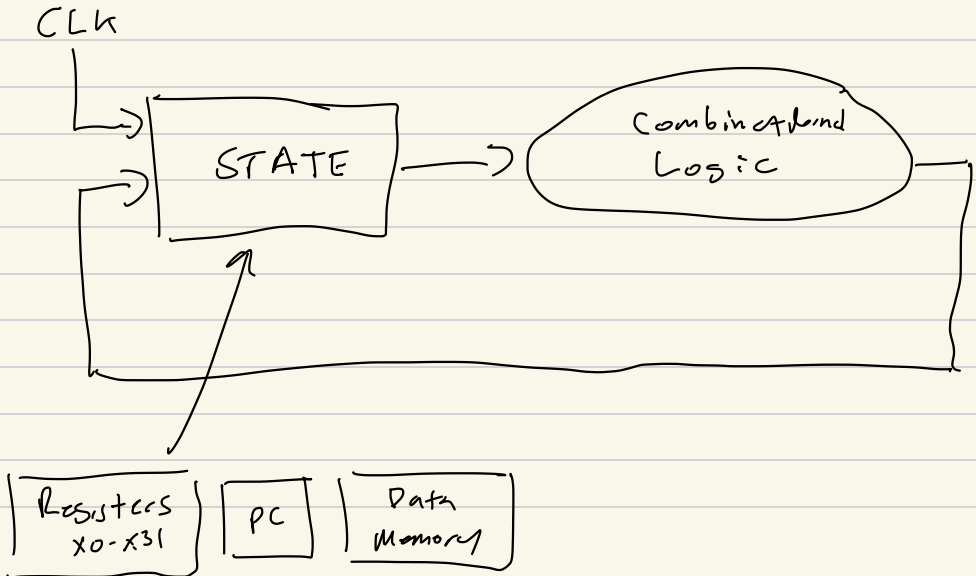 CLK
STATE
Combinational
Logic
Registers
x0-x31
PC
Data
Memory